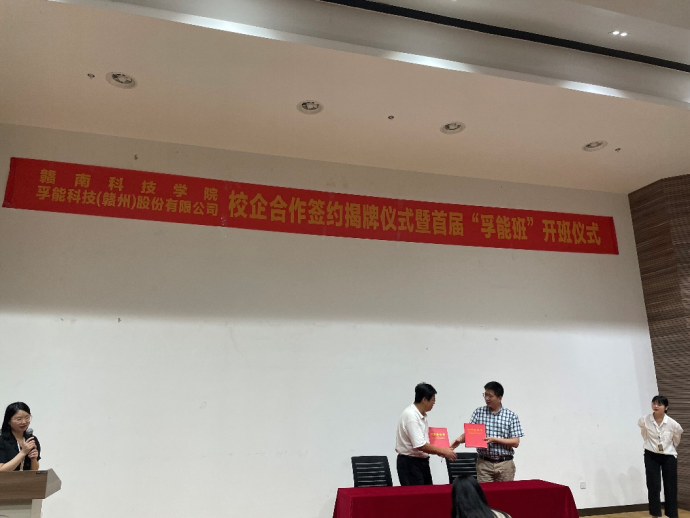 赣南科技学院
孚能科技(赣州)股份有限公司
校企合作签约揭牌仪式暨首届“孚能班”开班仪式